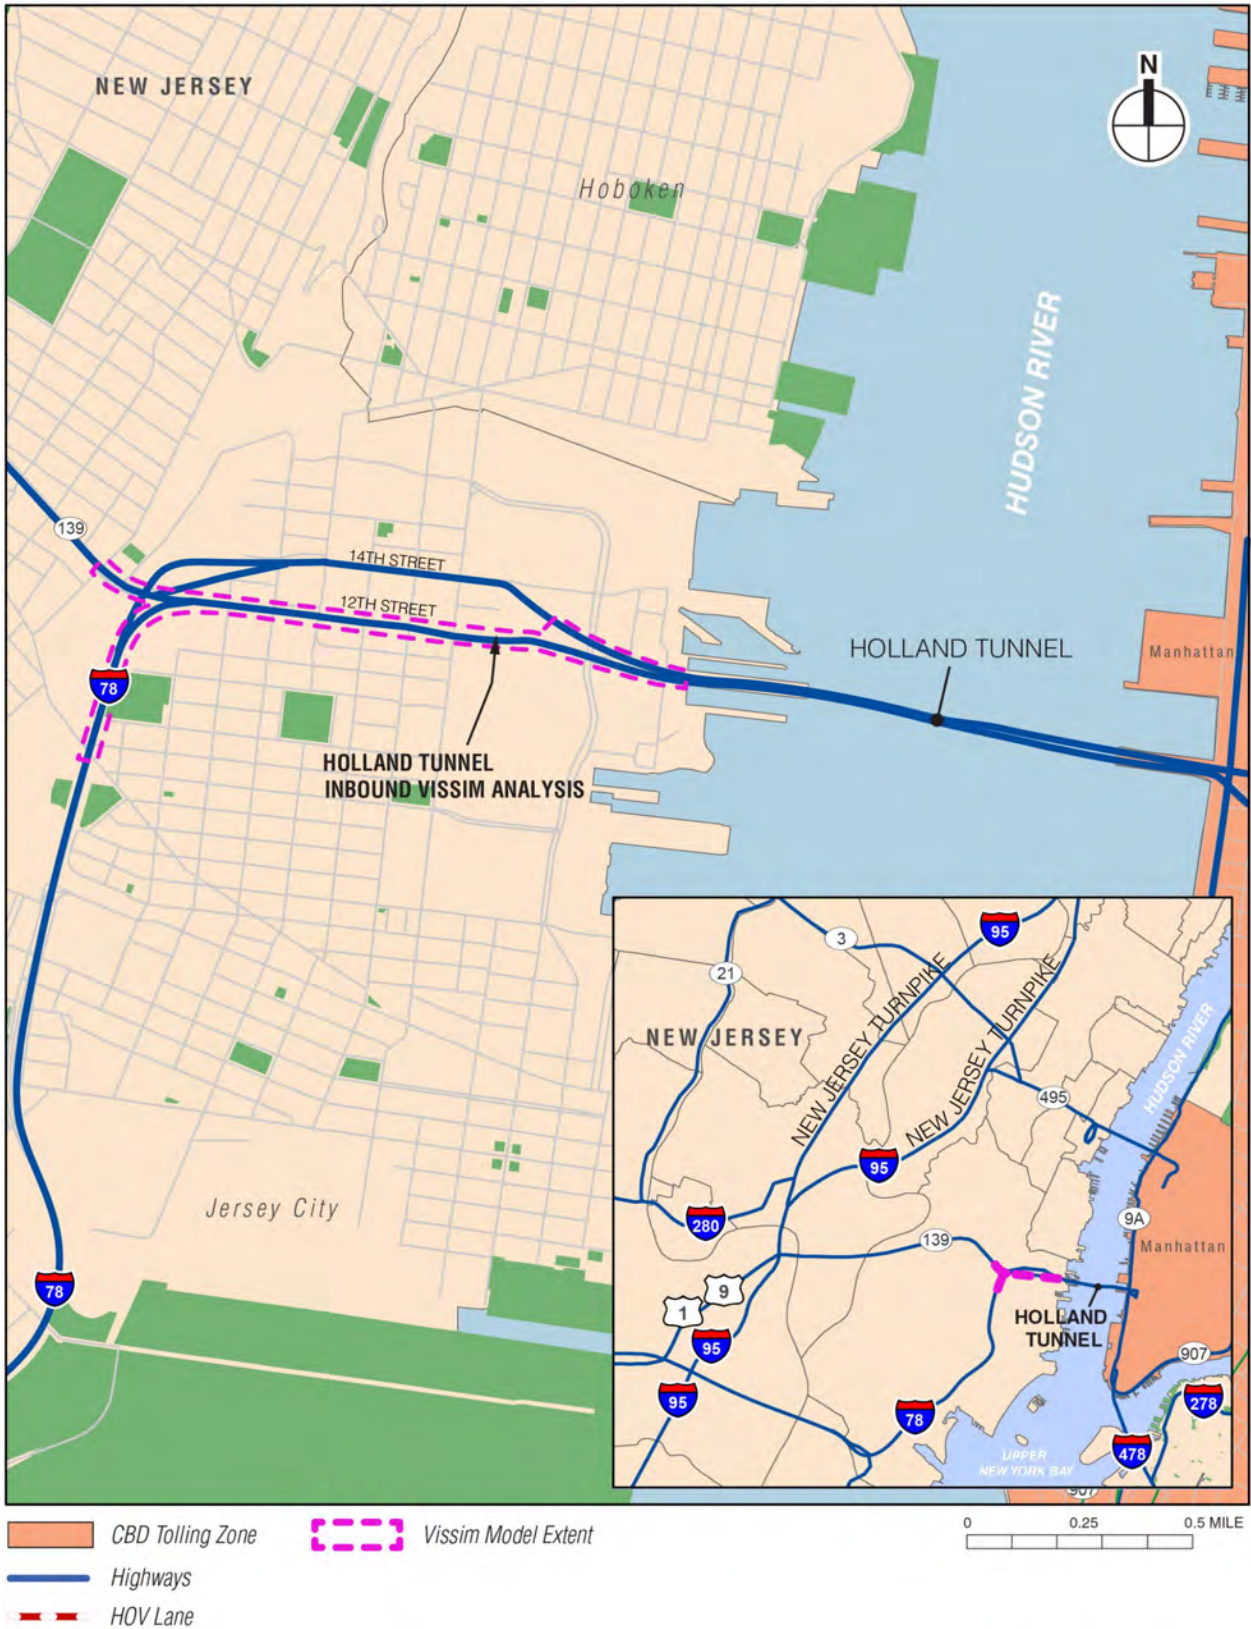 N
NEW JERSEY
Hoboken
HUDSON RIVER
139
14TH STREET
12TH STREET
HOLLAND TUNNEL
Manhattan
78
HOLLAND TUNNEL
INBOUND VISSIM ANALYSIS
Jersey City
78
95
3
21
NEW JERSEY TURNPIKE
NEW JERSEY TURNPIKE
NEW JERSEY
HUDSON RIVER
495
95
280
9A
139
Manhattan
9
1
HOLLAND
TUNNEL
95
907
95
78
278
478
UPPER
NEW YORK BAY
907
CBD Tolling Zone
Vissim Model Extent
0 0.25 0.5 MILE
Highways
HOV Lane